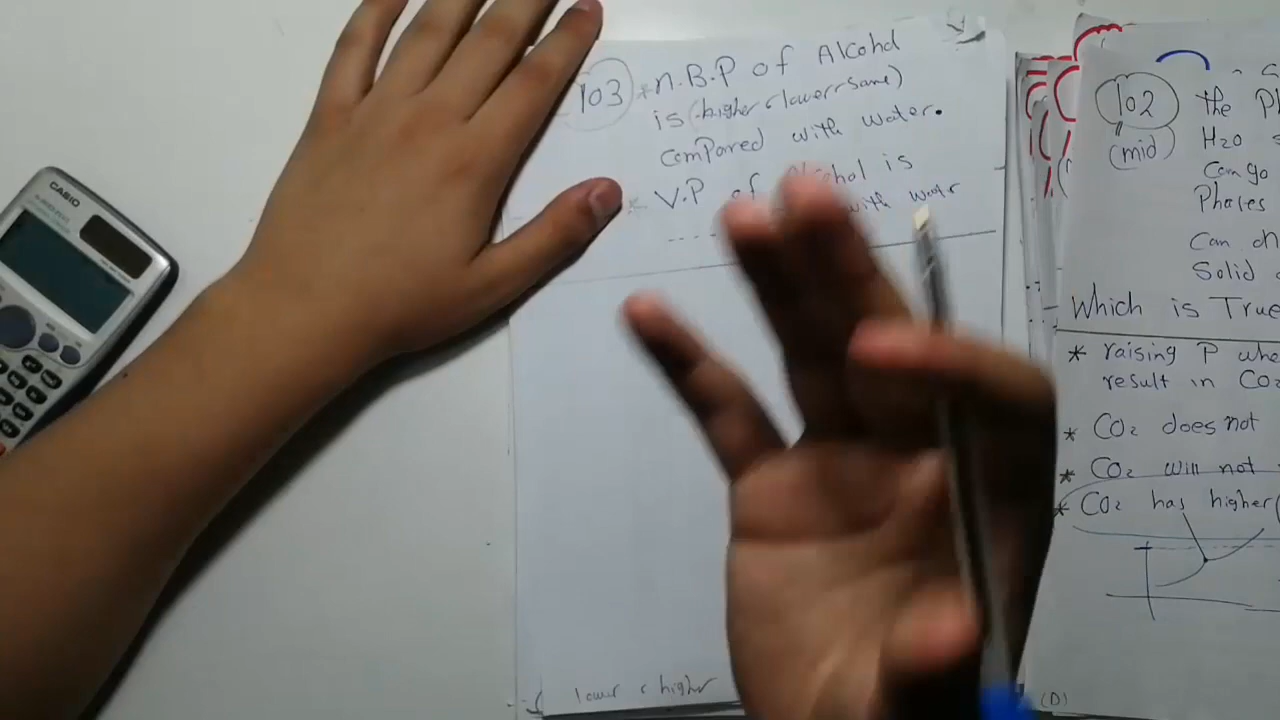 CASIO
103 * N.B.P of Alcohol
is (higher < lower < same)
Compared with water.
* V.P of Alcohol is
with water
lower < higher
102
(mid)
the
H2O
Can go
Phases
Can
Solid
Which is True
* raising P
result in CO2
* CO2 does not
* CO2 will not
* CO2 has higher
(D)